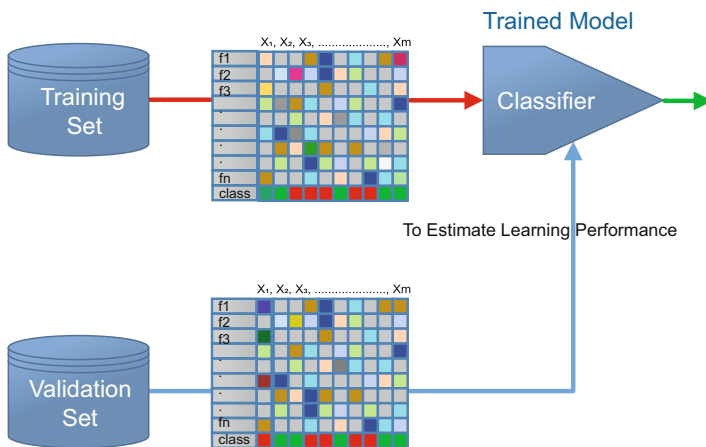 Trained Model
X₁, X₂, X₃, ....................., Xm
f1
f2
f3
.
.
.
.
fn
class
Training
Set
Classifier
To Estimate Learning Performance
X₁, X₂, X₃, ....................., Xm
f1
f2
f3
.
.
.
.
fn
class
Validation
Set